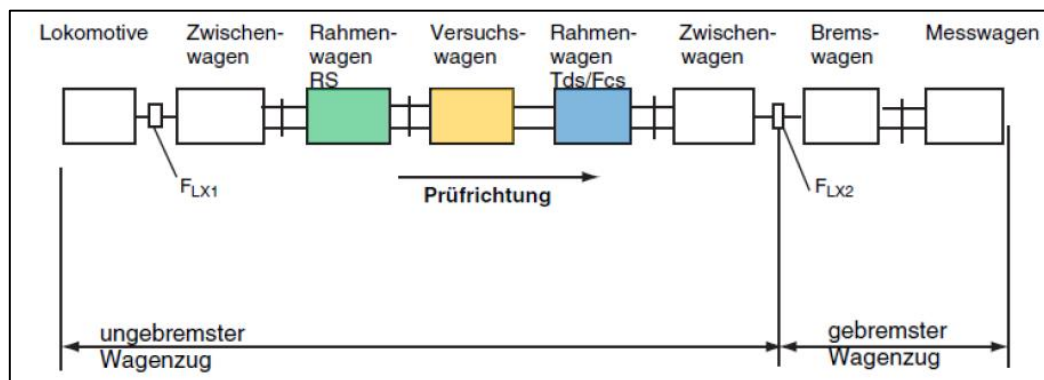 Lokomotive
Zwischen-
wagen
Rahmen-
wagen
RS
Versuchs-
wagen
Rahmen-
wagen
Tds/Fcs
Zwischen-
wagen
Brems-
wagen
Messwagen
FLX1
Prüfrichtung
FLX2
ungebremster
Wagenzug
gebremster
Wagenzug